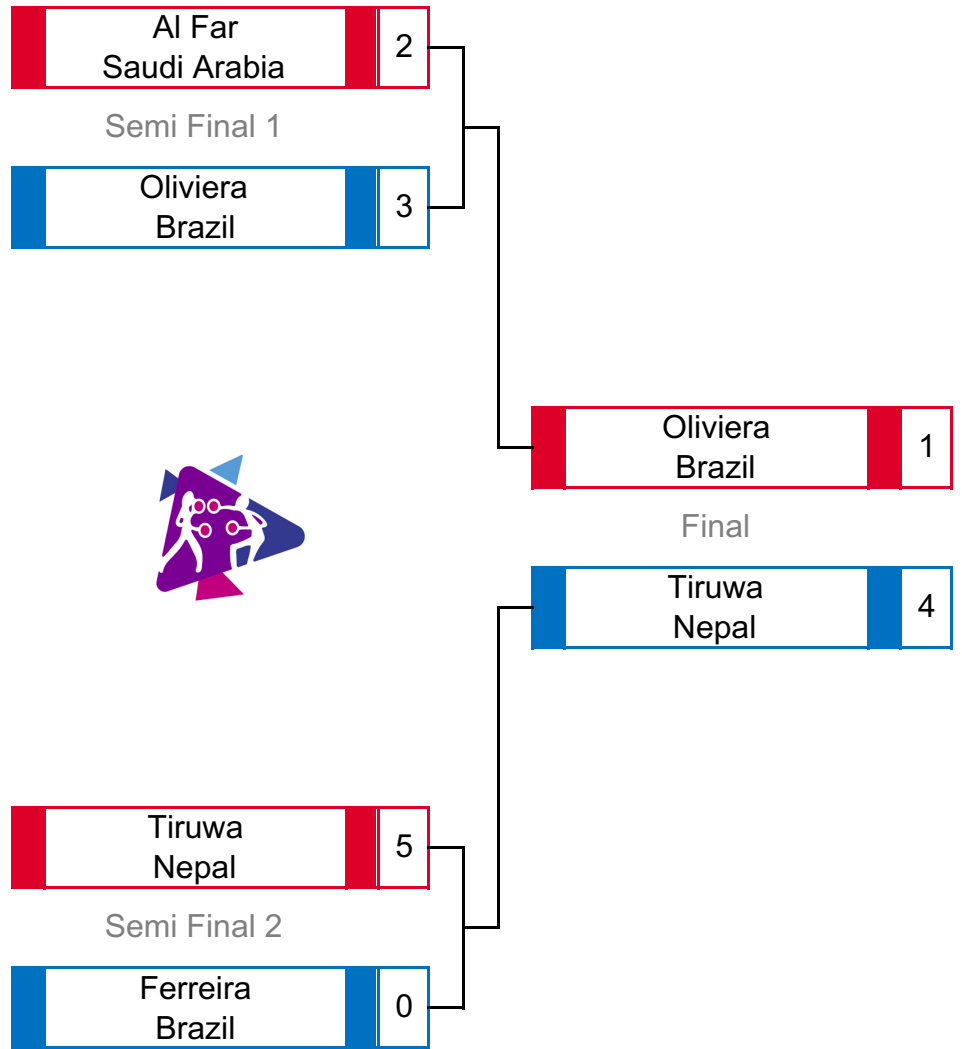 Al Far
Saudi Arabia
2
Semi Final 1
Oliviera
Brazil
3
Oliviera
Brazil
1
Final
Tiruwa
Nepal
4
Tiruwa
Nepal
5
Semi Final 2
Ferreira
Brazil
0